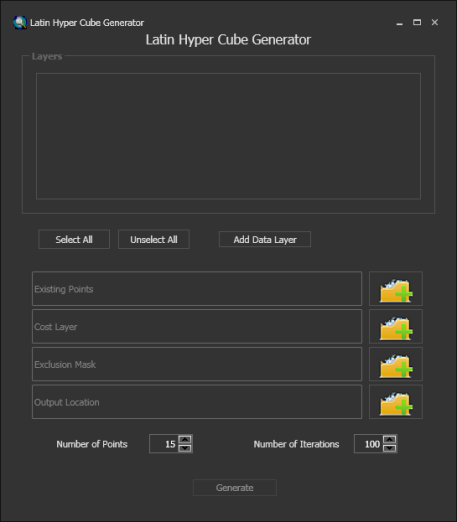 Latin Hyper Cube Generator
Latin Hyper Cube Generator
Layers
Select All Unselect All Add Data Layer
Existing Points
Cost Layer
Exclusion Mask
Output Location
Number of Points 15 Number of Iterations 100
Generate